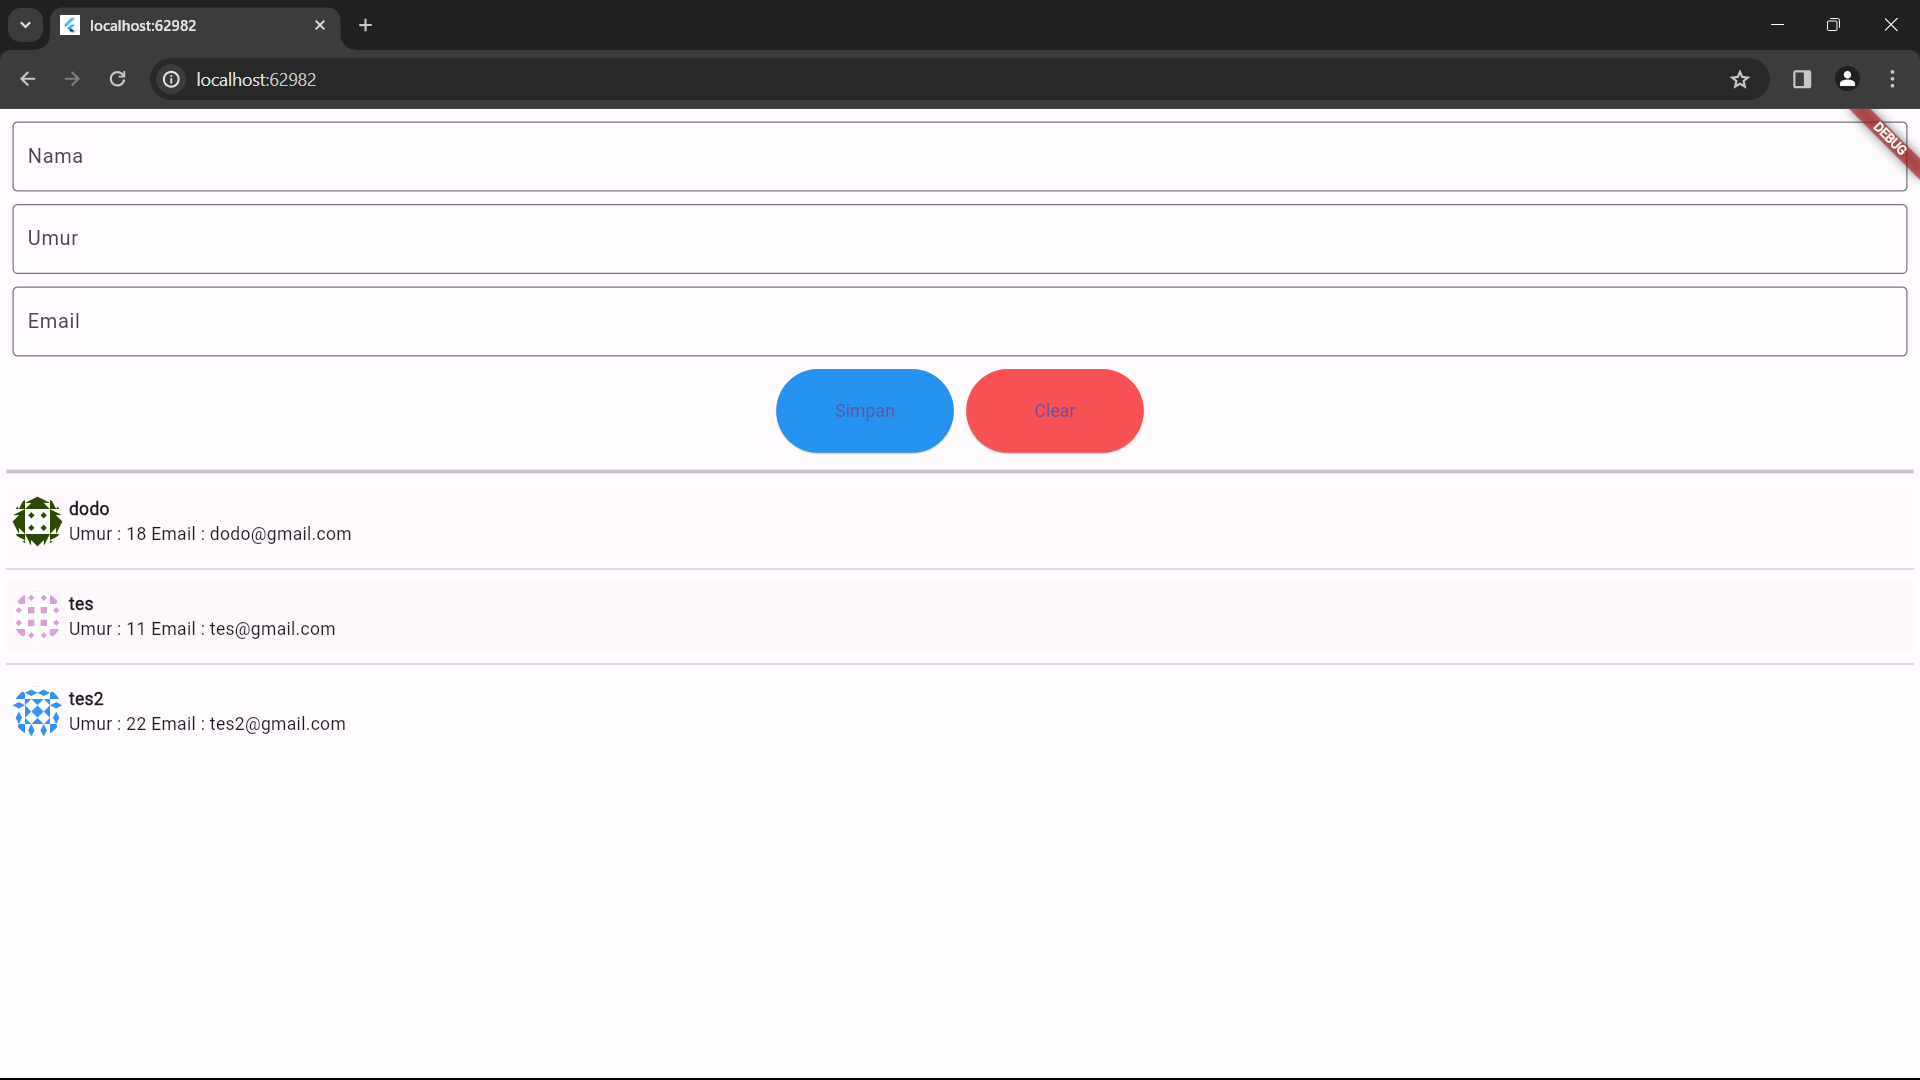 localhost:62982
localhost:62982
DEBUG
Nama
Umur
Email
Simpan
Clear
dodo
Umur : 18 Email : dodo@gmail.com
tes
Umur : 11 Email : tes@gmail.com
tes2
Umur : 22 Email : tes2@gmail.com